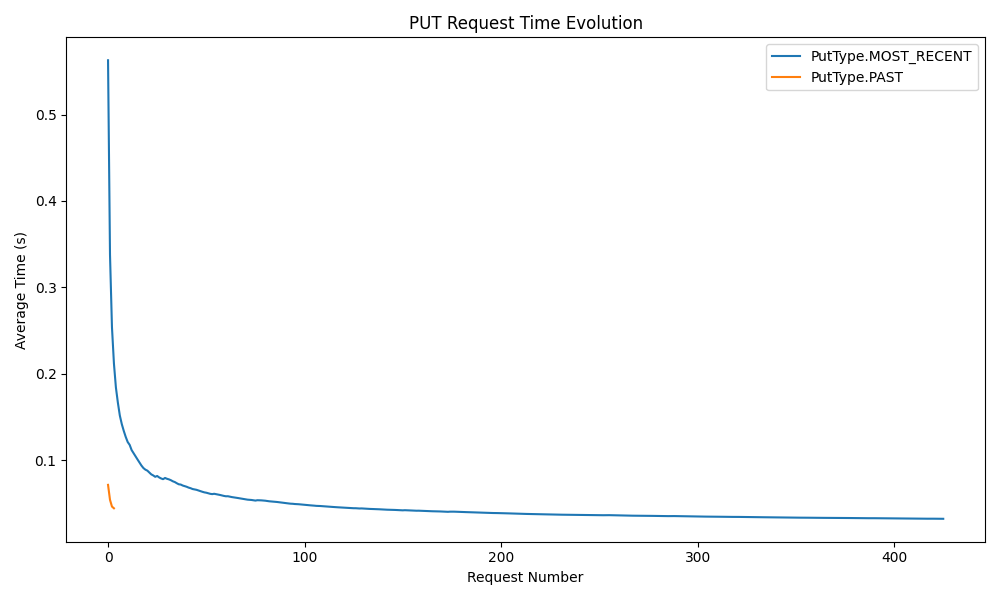 PUT Request Time Evolution
PutType.MOST_RECENT
PutType.PAST
Average Time (s)
0.5
0.4
0.3
0.2
0.1
0 100 200 300 400
Request Number